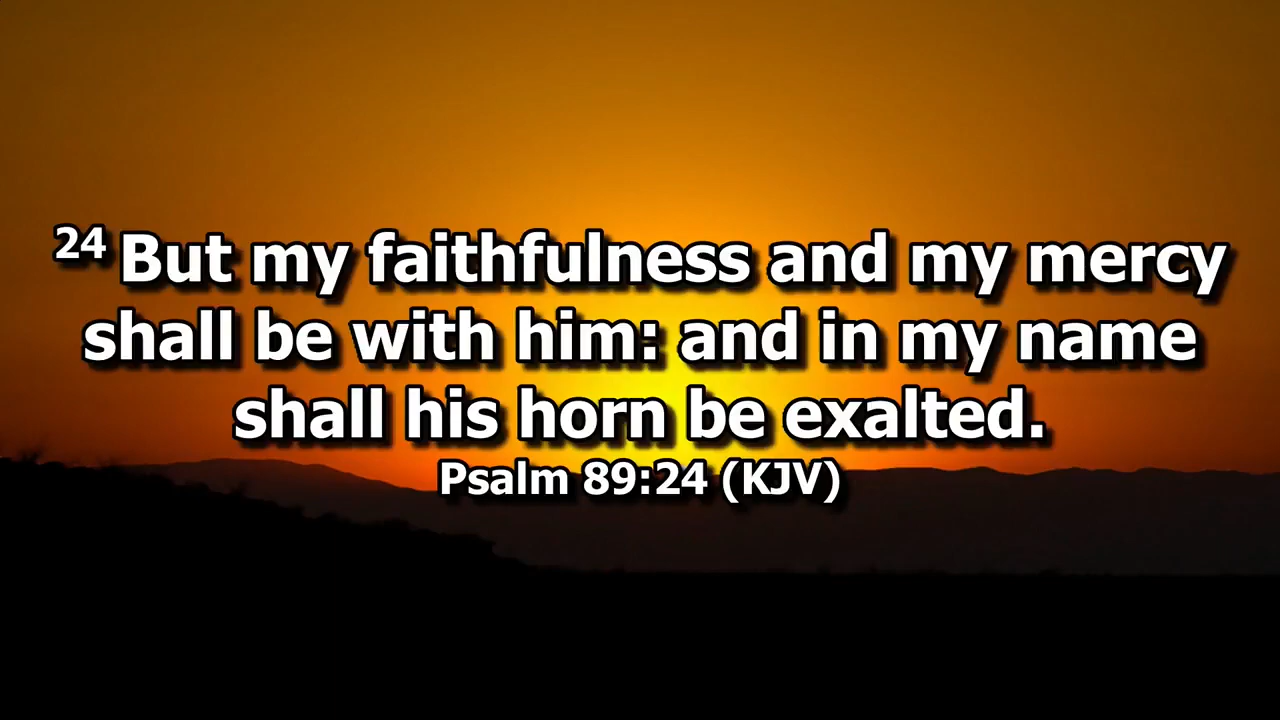 24 But my faithfulness and my mercy
shall be with him: and in my name
shall his horn be exalted.
Psalm 89:24 (KJV)